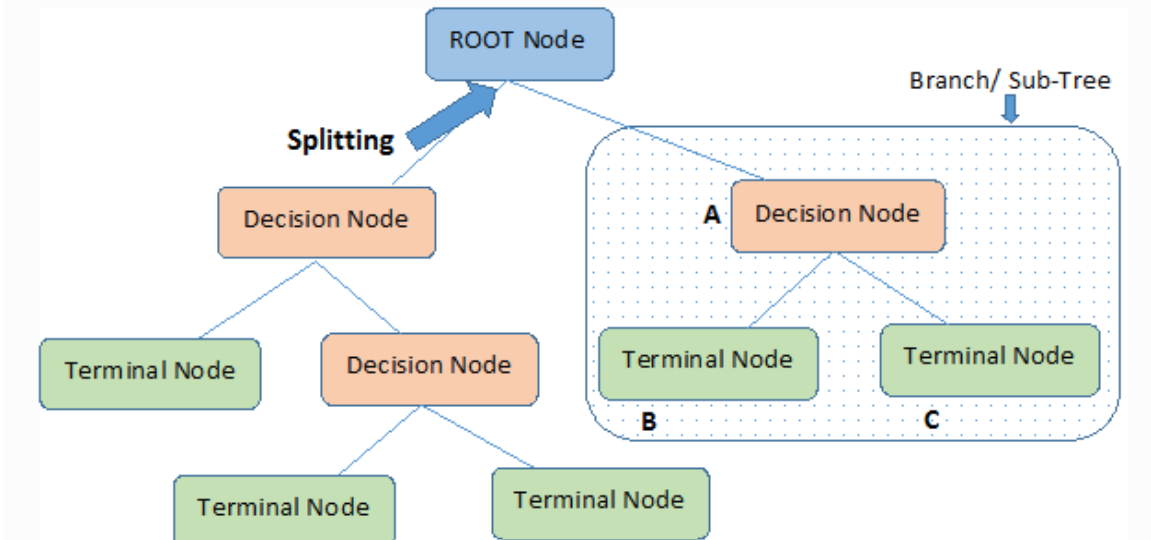 ROOT Node
Branch/ Sub-Tree
Splitting
Decision Node
A
Decision Node
Terminal Node
Decision Node
Terminal Node
Terminal Node
B
C
Terminal Node
Terminal Node